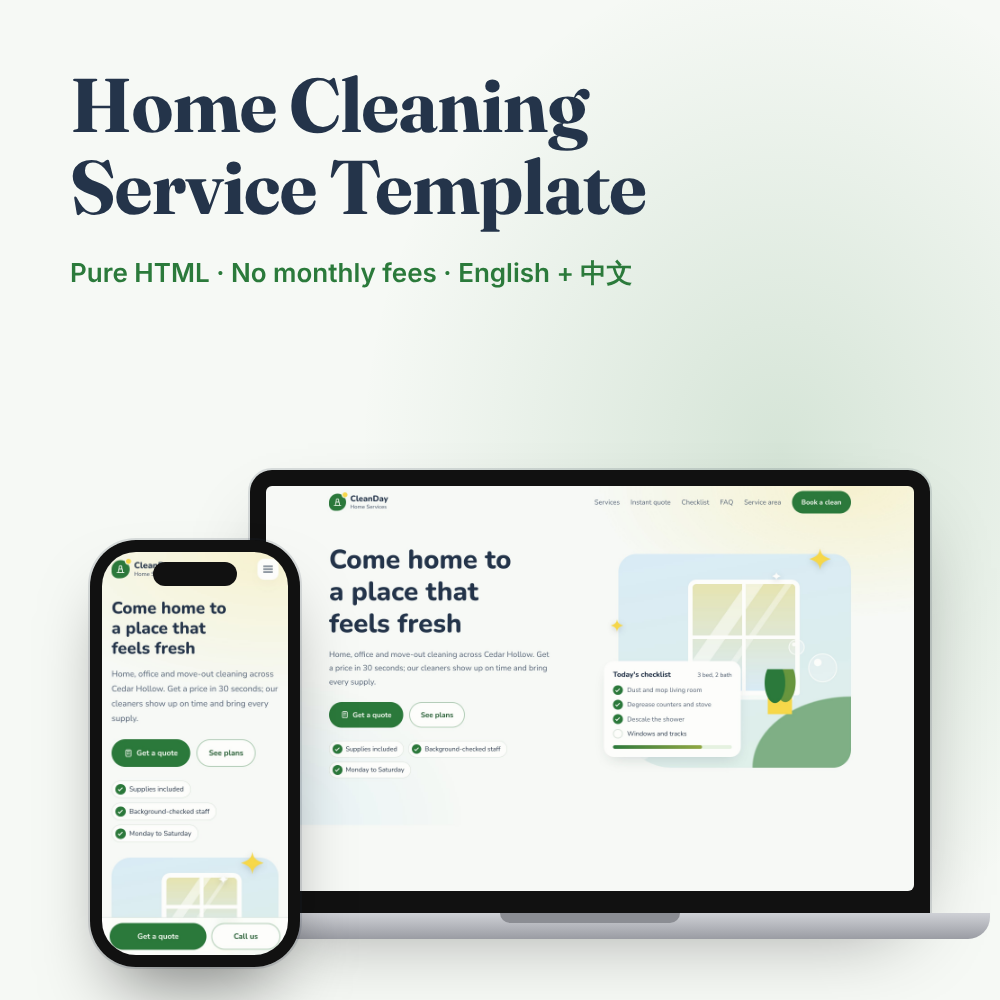 Home Cleaning
Service Template
Pure HTML · No monthly fees · English + 中文
CleanDay
Home Services
Services
Instant quote
Checklist
FAQ
Service area
Book a clean
Come home to
a place that
feels fresh
Home, office and move-out cleaning across Cedar Hollow. Get
a price in 30 seconds; our cleaners show up on time and bring
every supply.
Get a quote
See plans
Supplies included
Background-checked staff
Monday to Saturday
Today's checklist
3 bed, 2 bath
Dust and mop living room
Degrease counters and stove
Descale the shower
Windows and tracks
Come home to
a place that
feels fresh
Home, office and move-out cleaning across
Cedar Hollow. Get a price in 30 seconds; our
cleaners show up on time and bring every
supply.
Get a quote
See plans
Supplies included
Background-checked staff
Monday to Saturday
Get a quote
Call us